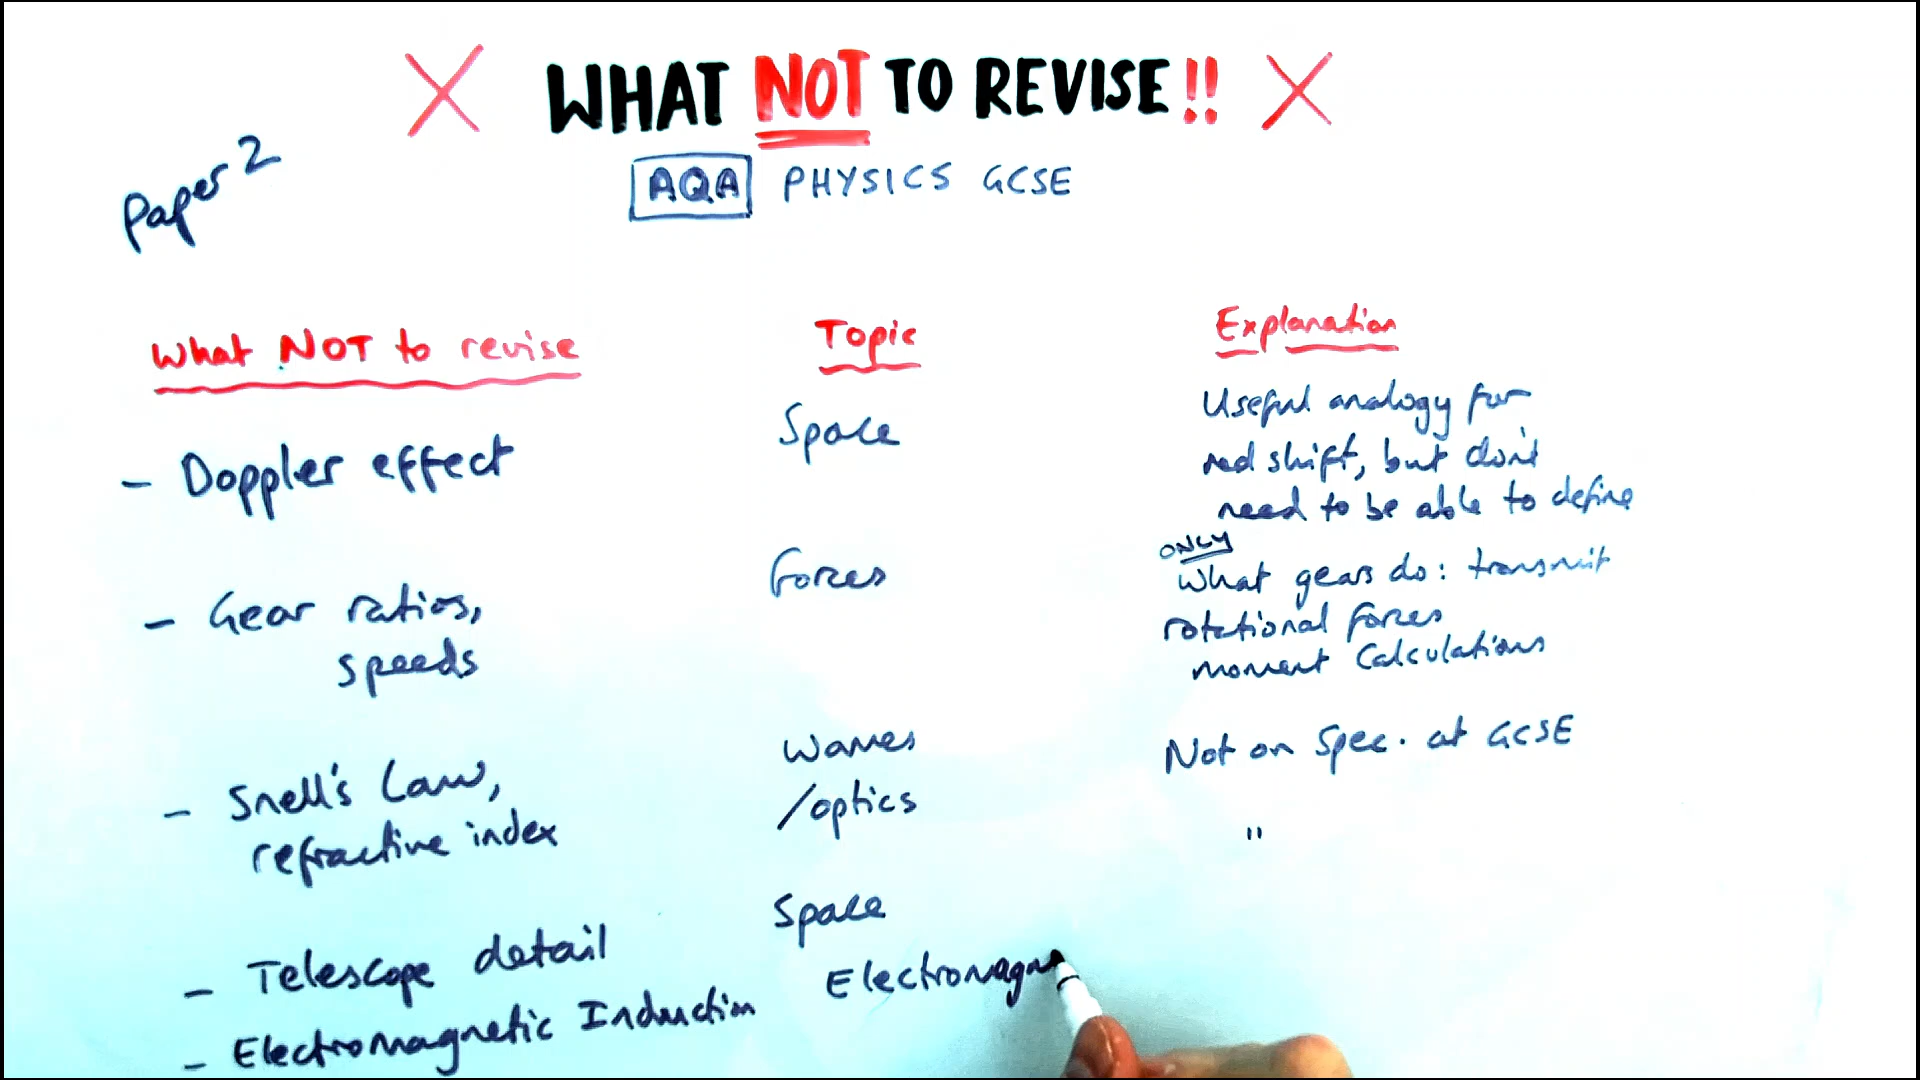 WHAT NOT TO REVISE!!
Paper 2
AQA PHYSICS GCSE
What NOT to revise
Topic
Explanation
- Doppler effect
Space
Useful analogy for
red shift, but don't
need to be able to define
- Gear ratios,
speeds
Forces
ONLY
What gears do: transmit
rotational forces
moment calculations
- Snell's Law,
refractive index
Waves
/optics
Not on spec. at GCSE
"
- Telescope detail
Space
- Electromagnetic Induction
Electromagn